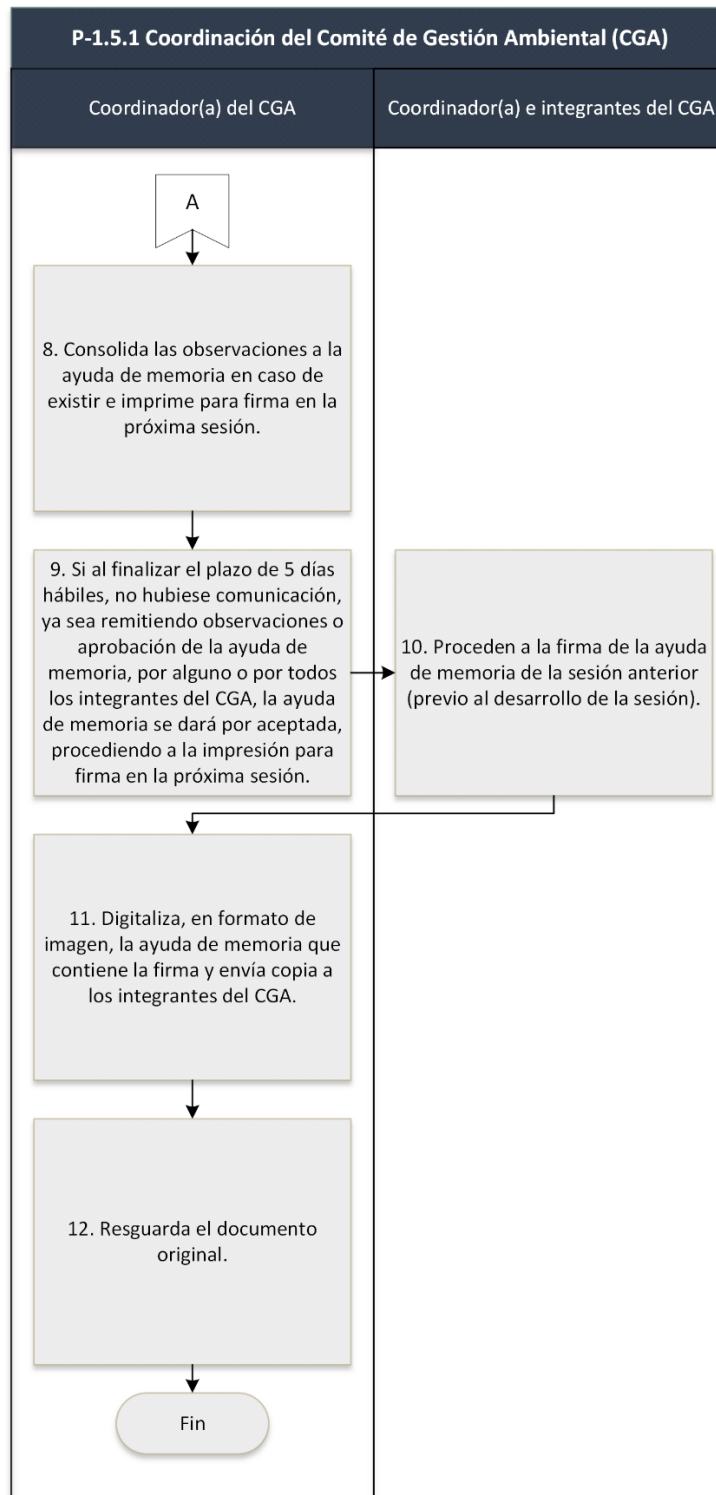 P-1.5.1 Coordinación del Comité de Gestión Ambiental (CGA)
Coordinador(a) del CGA
Coordinador(a) e integrantes del CGA
A
8. Consolida las observaciones a la
ayuda de memoria en caso de
existir e imprime para firma en la
próxima sesión.
9. Si al finalizar el plazo de 5 días
hábiles, no hubiese comunicación,
ya sea remitiendo observaciones o
aprobación de la ayuda de
memoria, por alguno o por todos
los integrantes del CGA, la ayuda
de memoria se dará por aceptada,
procediendo a la impresión para
firma en la próxima sesión.
10. Proceden a la firma de la ayuda
de memoria de la sesión anterior
(previo al desarrollo de la sesión).
11. Digitaliza, en formato de
imagen, la ayuda de memoria que
contiene la firma y envía copia a
los integrantes del CGA.
12. Resguarda el documento
original.
Fin